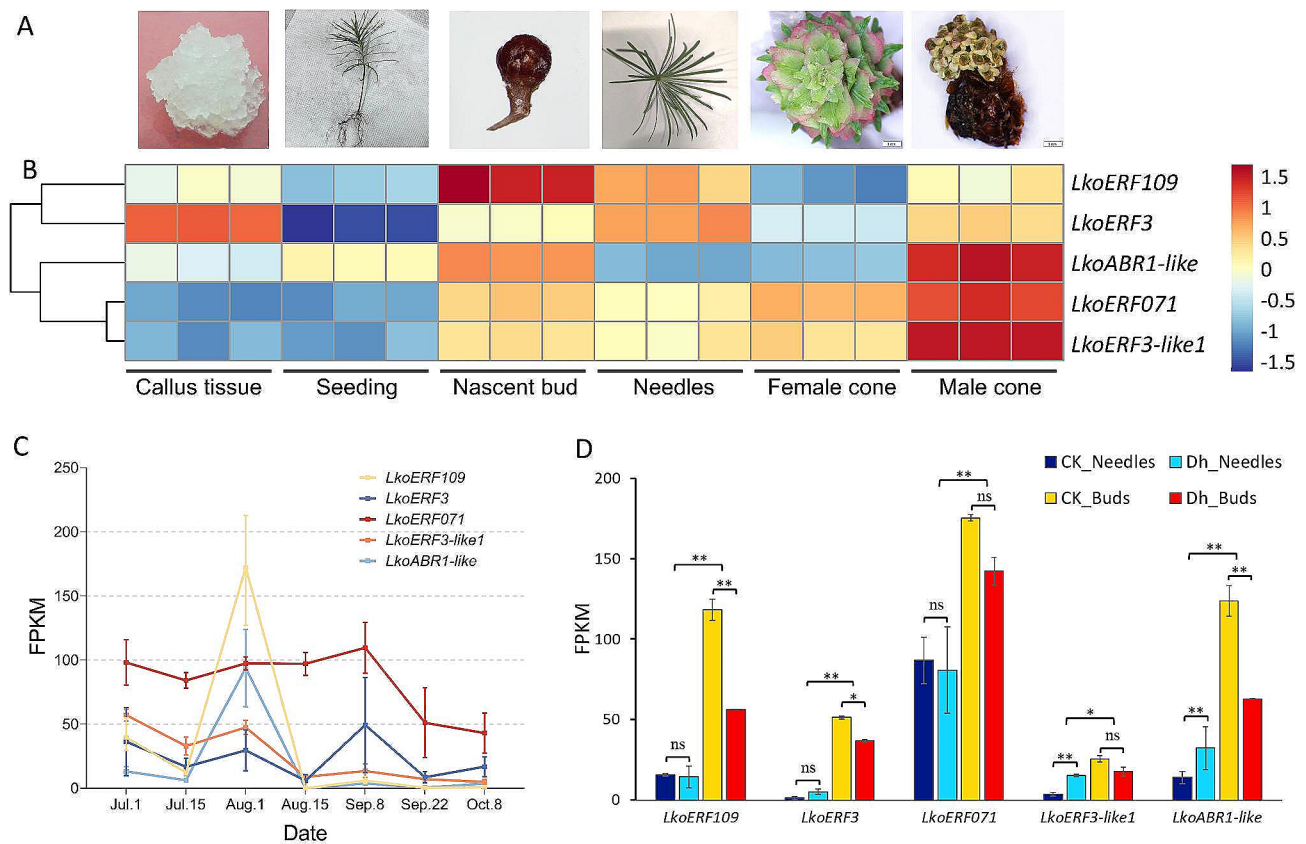 A
B
LkoERF109
LkoERF3
LkoABR1-like
LkoERF071
LkoERF3-like1
1.5
1
0.5
0
-0.5
-1
-1.5
Callus tissue Seeding Nascent bud Needles Female cone Male cone
C
FPKM
250
200
150
100
50
0
LkoERF109
LkoERF3
LkoERF071
LkoERF3-like1
LkoABR1-like
Jul.1 Jul.15 Aug.1 Aug.15 Sep.8 Sep.22 Oct.8
Date
D
CK_Needles Dh_Needles
CK_Buds Dh_Buds
FPKM
200
150
100
50
0
ns ** **
ns ** *
ns ** ns
** * ns
** ** **
LkoERF109 LkoERF3 LkoERF071 LkoERF3-like1 LkoABR1-like